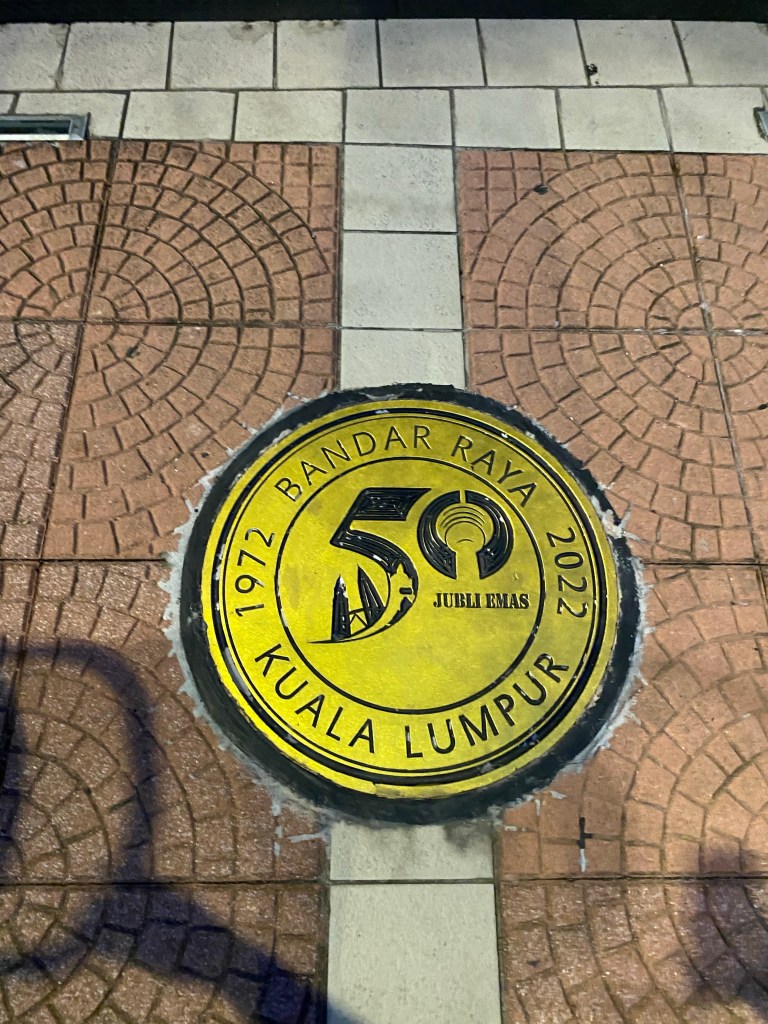 BANDAR RAYA
1972
50
2022
JUBLI EMAS
KUALA LUMPUR